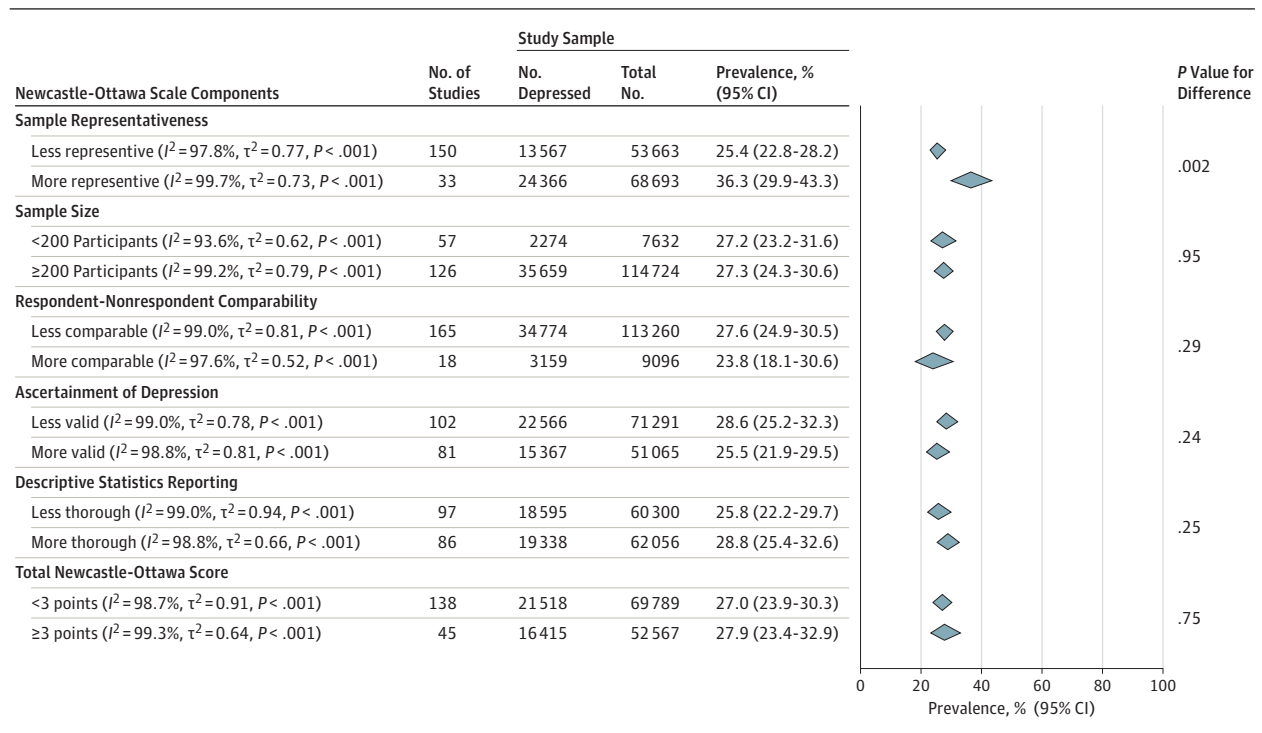 Study Sample
Newcastle-Ottawa Scale Components No. of Studies No. Depressed Total No. Prevalence, % (95% CI) P Value for Difference
Sample Representativeness
Less representive (I²=97.8%, τ²=0.77, P< .001) 150 13567 53663 25.4 (22.8-28.2)
.002
More representive (I²=99.7%, τ²=0.73, P< .001) 33 24366 68693 36.3 (29.9-43.3)
Sample Size
<200 Participants (I²=93.6%, τ²=0.62, P< .001) 57 2274 7632 27.2 (23.2-31.6)
.95
≥200 Participants (I²=99.2%, τ²=0.79, P< .001) 126 35659 114724 27.3 (24.3-30.6)
Respondent-Nonrespondent Comparability
Less comparable (I²=99.0%, τ²=0.81, P< .001) 165 34774 113260 27.6 (24.9-30.5)
.29
More comparable (I²=97.6%, τ²=0.52, P< .001) 18 3159 9096 23.8 (18.1-30.6)
Ascertainment of Depression
Less valid (I²=99.0%, τ²=0.78, P< .001) 102 22566 71291 28.6 (25.2-32.3)
.24
More valid (I²=98.8%, τ²=0.81, P< .001) 81 15367 51065 25.5 (21.9-29.5)
Descriptive Statistics Reporting
Less thorough (I²=99.0%, τ²=0.94, P< .001) 97 18595 60300 25.8 (22.2-29.7)
.25
More thorough (I²=98.8%, τ²=0.66, P< .001) 86 19338 62056 28.8 (25.4-32.6)
Total Newcastle-Ottawa Score
<3 points (I²=98.7%, τ²=0.91, P< .001) 138 21518 69789 27.0 (23.9-30.3)
.75
≥3 points (I²=99.3%, τ²=0.64, P< .001) 45 16415 52567 27.9 (23.4-32.9)
0 20 40 60 80 100
Prevalence, % (95% CI)